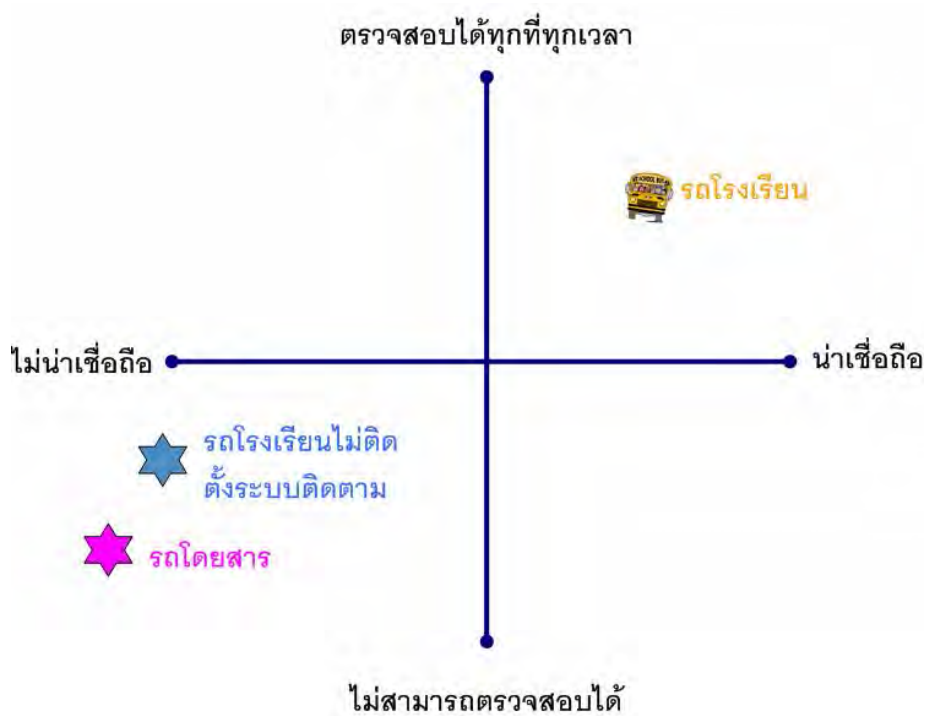 ตรวจสอบได้ทุกที่ทุกเวลา
รถโรงเรียน
ไม่น่าเชื่อถือ
น่าเชื่อถือ
รถโรงเรียนไม่ติด
ตั้งระบบติดตาม
รถโดยสาร
ไม่สามารถตรวจสอบได้